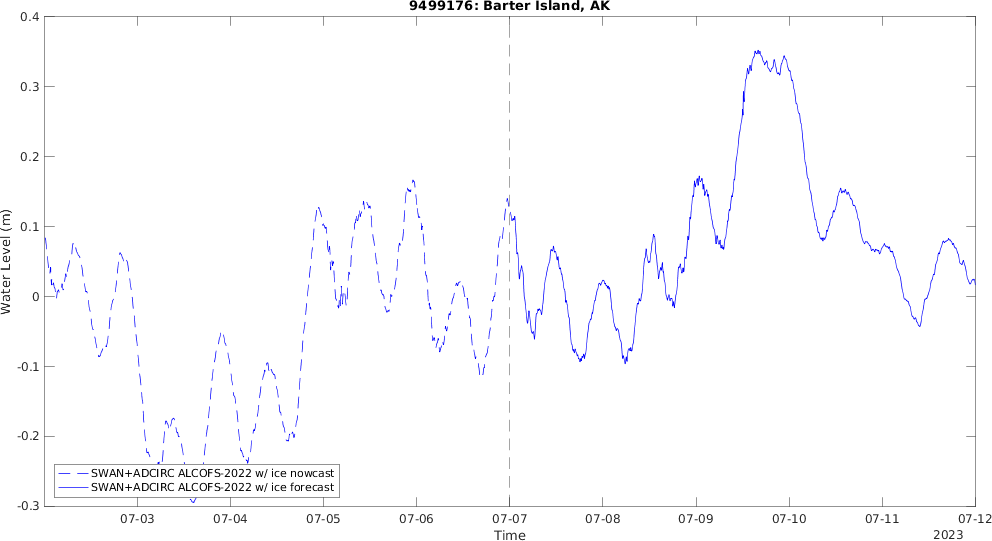 9499176: Barter Island, AK
0.4
0.3
0.2
0.1
0
-0.1
-0.2
-0.3
Water Level (m)
SWAN+ADCIRC ALCOFS-2022 w/ ice nowcast
SWAN+ADCIRC ALCOFS-2022 w/ ice forecast
07-03 07-04 07-05 07-06 07-07 07-08 07-09 07-10 07-11 07-12
Time
2023